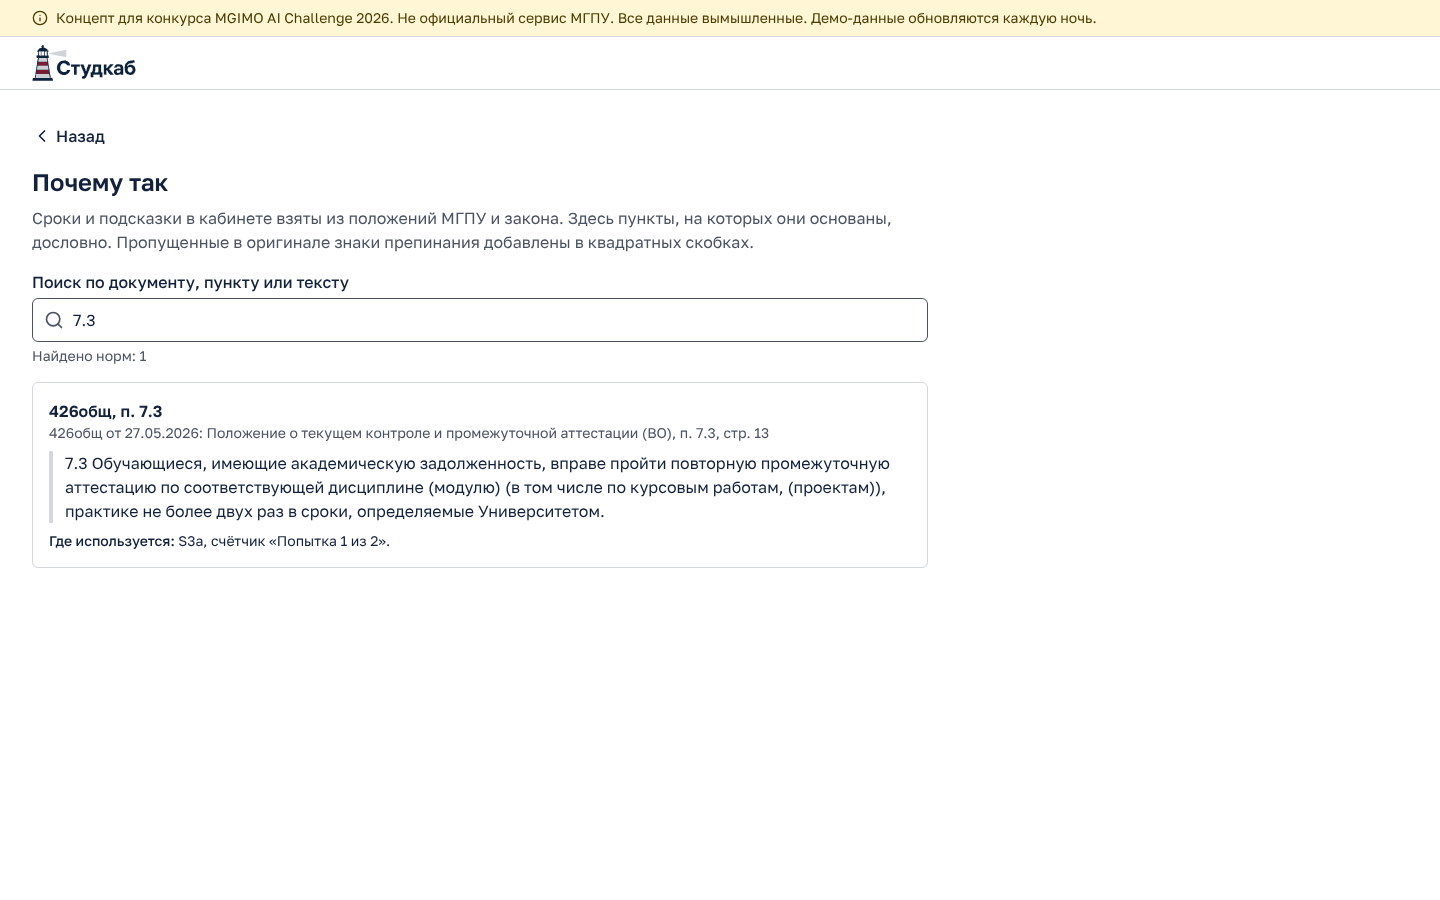 Концепт для конкурса MGIMO AI Challenge 2026. Не официальный сервис МГПУ. Все данные вымышленные. Демо-данные обновляются каждую ночь.
Студкаб
Назад
Почему так
Сроки и подсказки в кабинете взяты из положений МГПУ и закона. Здесь пункты, на которых они основаны,
дословно. Пропущенные в оригинале знаки препинания добавлены в квадратных скобках.
Поиск по документу, пункту или тексту
7.3
Найдено норм: 1
426общ, п. 7.3
426общ от 27.05.2026: Положение о текущем контроле и промежуточной аттестации (ВО), п. 7.3, стр. 13
7.3 Обучающиеся, имеющие академическую задолженность, вправе пройти повторную промежуточную
аттестацию по соответствующей дисциплине (модулю) (в том числе по курсовым работам, (проектам)),
практике не более двух раз в сроки, определяемые Университетом.
Где используется: S3a, счётчик «Попытка 1 из 2».